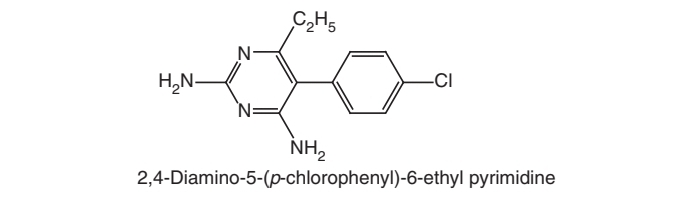 C2H5
N
H2N
Cl
N
NH2
2,4-Diamino-5-(p-chlorophenyl)-6-ethyl pyrimidine